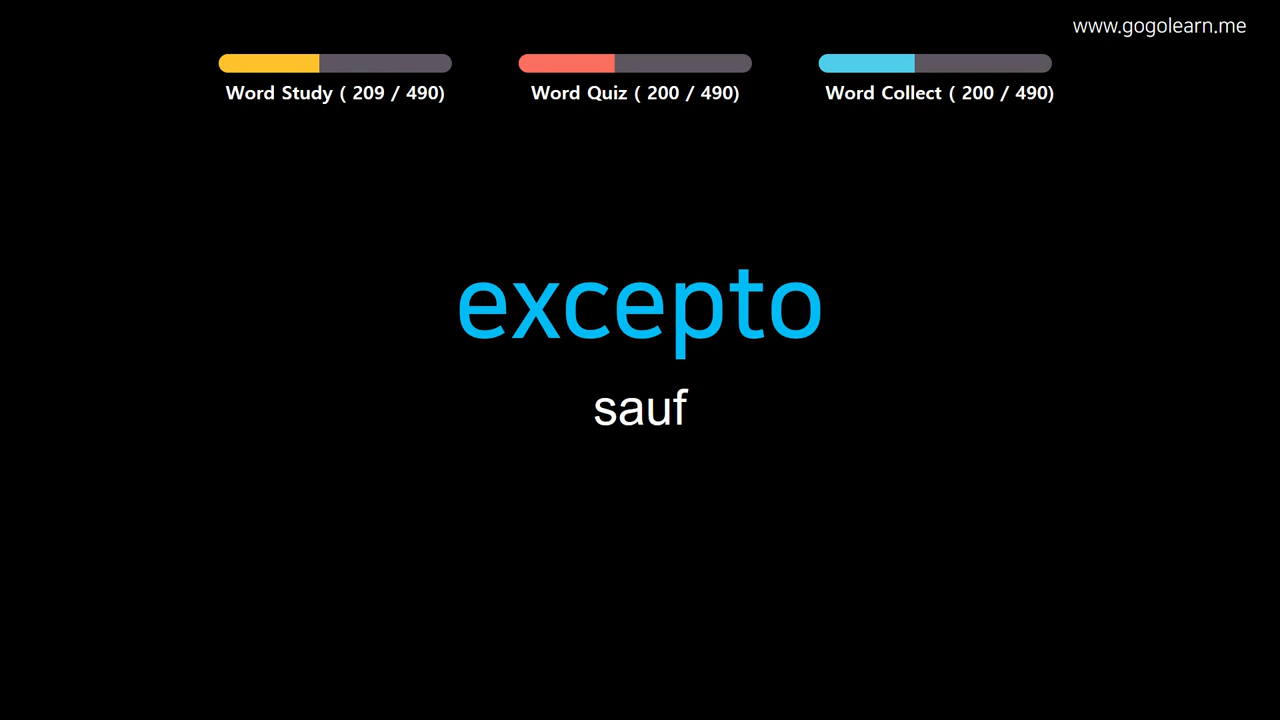 www.gogolearn.me
Word Study ( 209 / 490)
Word Quiz ( 200 / 490)
Word Collect ( 200 / 490)
excepto
sauf